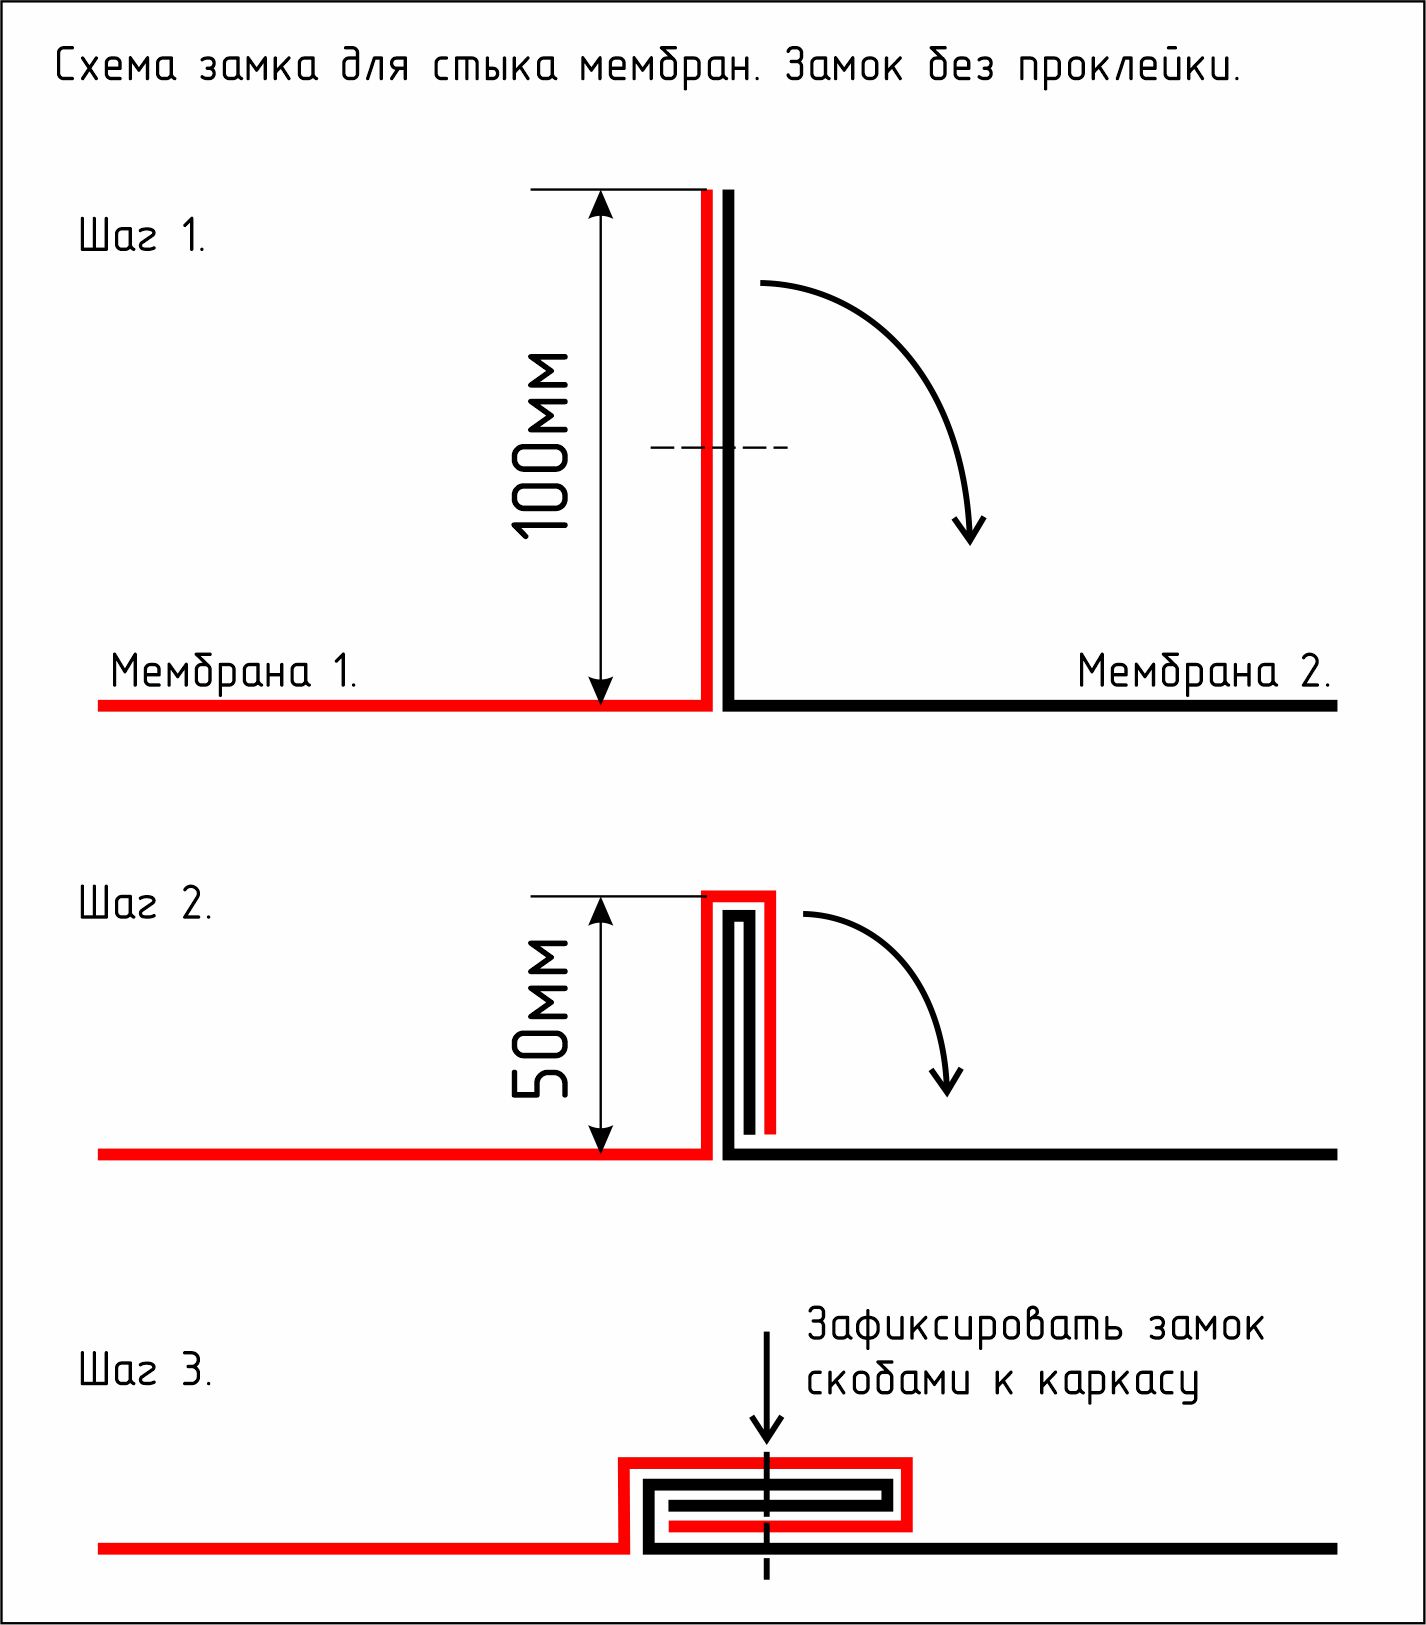 Схема замка для стыка мембран. Замок без проклейки.
Шаг 1.
100мм
Мембрана 1.
Мембрана 2.
Шаг 2.
50мм
Шаг 3.
Зафиксировать замок
скобами к каркасу